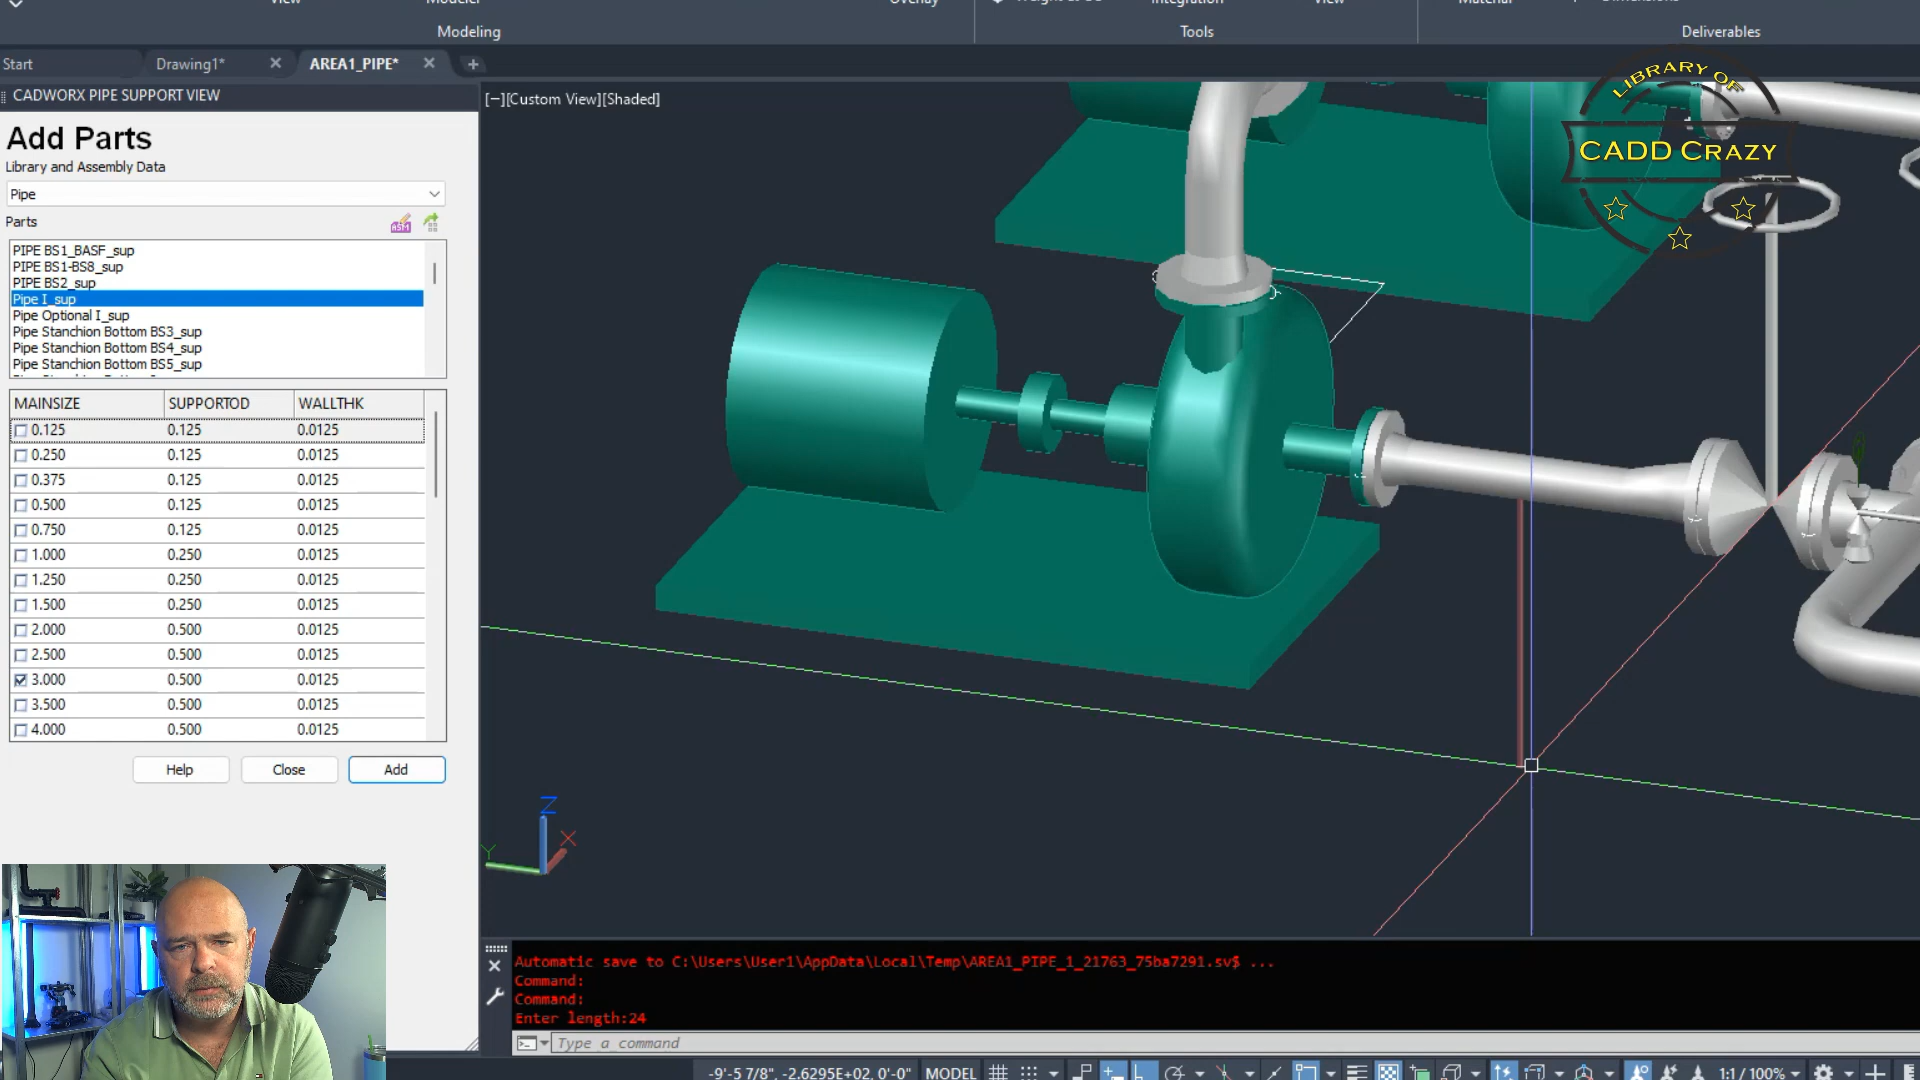 View
Modeler
Overlay
Integration
View
Material
Modeling
Tools
Deliverables
Start
Drawing1*
AREA1_PIPE*
CADWORX PIPE SUPPORT VIEW
[−][Custom View][Shaded]
LIBRARY OF
CADD CRAZY
Add Parts
Library and Assembly Data
Pipe
Parts
ASM
PIPE BS1_BASF_sup
PIPE BS1-BS8_sup
PIPE BS2_sup
Pipe I_sup
Pipe Optional I_sup
Pipe Stanchion Bottom BS3_sup
Pipe Stanchion Bottom BS4_sup
Pipe Stanchion Bottom BS5_sup
MAINSIZE SUPPORTOD WALLTHK
0.125 0.125 0.0125
0.250 0.125 0.0125
0.375 0.125 0.0125
0.500 0.125 0.0125
0.750 0.125 0.0125
1.000 0.250 0.0125
1.250 0.250 0.0125
1.500 0.250 0.0125
2.000 0.500 0.0125
2.500 0.500 0.0125
3.000 0.500 0.0125
3.500 0.500 0.0125
4.000 0.500 0.0125
Help
Close
Add
Z
X
Y
Automatic save to C:\Users\User1\AppData\Local\Temp\AREA1_PIPE_1_21763_75ba7291.sv$ ...
Command:
Command:
Enter length:24
Type a command
-9'-5 7/8", -2.6295E+02, 0'-0" MODEL
1:1 / 100%